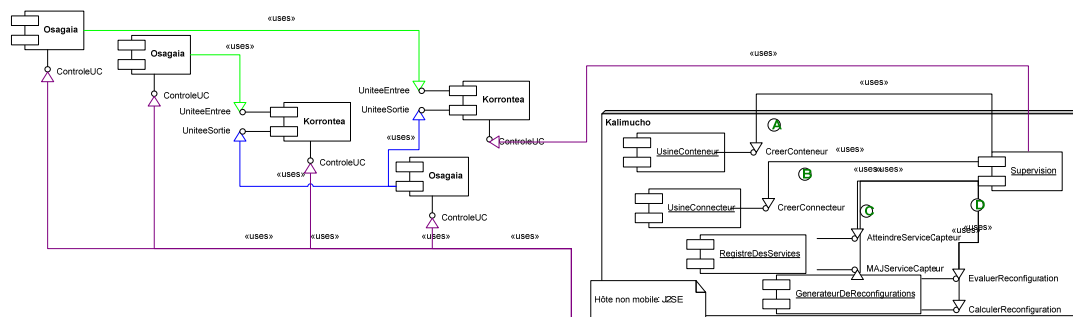 «uses»
Osagaia
«uses»
Osagaia
ControleUC
ControleUC
UniteeEntree
Korrontea
UniteeSortie
«uses»
ControleUC
UniteeEntree
Korrontea
UniteeSortie
«uses»
ControleUC
Osagaia
ControleUC
«uses»
«uses»
«uses»
«uses»
«uses»
«uses»
«uses»
Kalimucho
A
UsineConteneur
CreerConteneur
«uses»
B
«uses»
«uses»
Supervision
UsineConnecteur
CreerConnecteur
C
D
«uses»
AtteindreServiceCapteur
RegistreDesServices
MAJServiceCapteur
EvaluerReconfiguration
GenerateurDeReconfigurations
CalculerReconfiguration
Hôte non mobile: J2SE